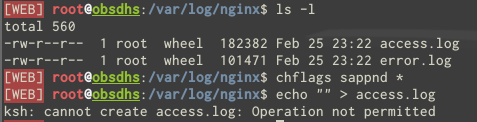 [WEB] root@obsdhs:/var/log/nginx$ ls -l
total 560
-rw-r--r--  1 root  wheel  182382 Feb 25 23:22 access.log
-rw-r--r--  1 root  wheel  101471 Feb 25 23:22 error.log
[WEB] root@obsdhs:/var/log/nginx$ chflags sappnd *
[WEB] root@obsdhs:/var/log/nginx$ echo "" > access.log
ksh: cannot create access.log: Operation not permitted